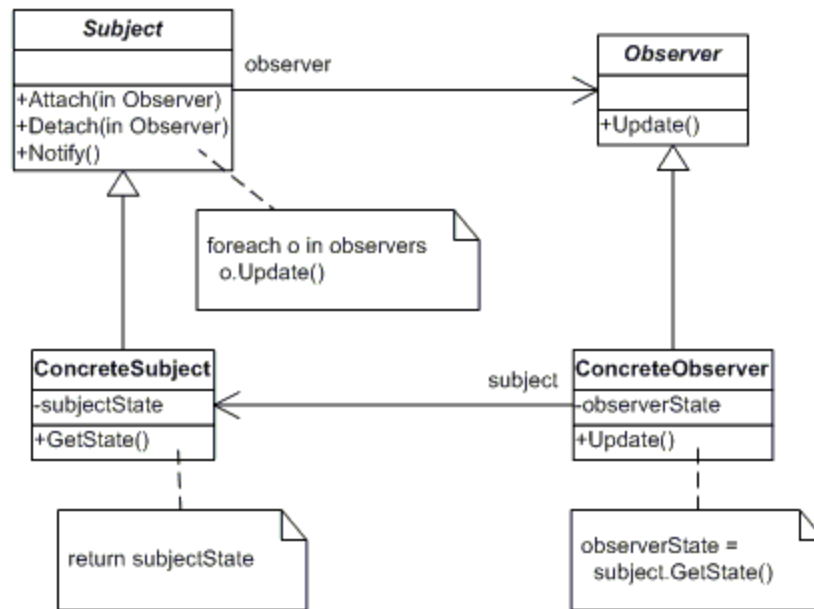 Subject
+Attach(in Observer)
+Detach(in Observer)
+Notify()
observer
Observer
+Update()
foreach o in observers
o.Update()
ConcreteSubject
-subjectState
+GetState()
subject
ConcreteObserver
-observerState
+Update()
return subjectState
observerState =
subject.GetState()